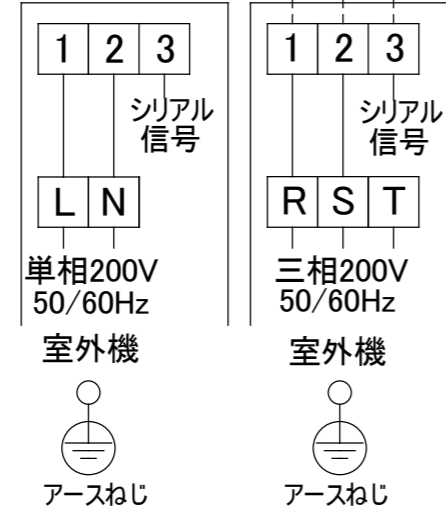 1 2 3
シリアル
信号
L N
単相200V
50/60Hz
室外機
アースねじ
1 2 3
シリアル
信号
R S T
三相200V
50/60Hz
室外機
アースねじ